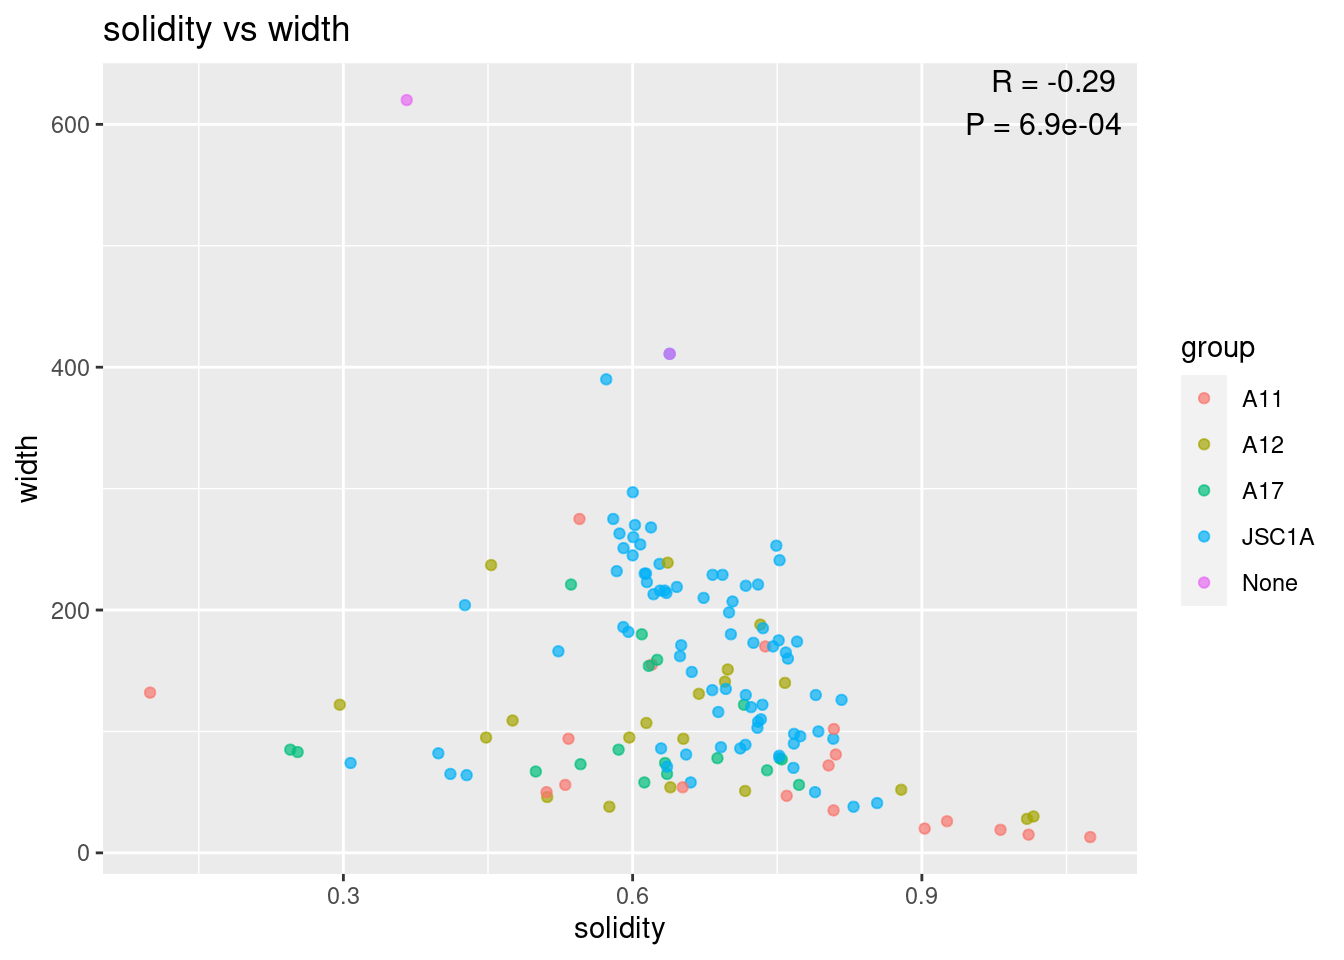 solidity vs width
R = -0.29
P = 6.9e-04
600
400
200
0
width
0.3
0.6
0.9
solidity
group
A11
A12
A17
JSC1A
None